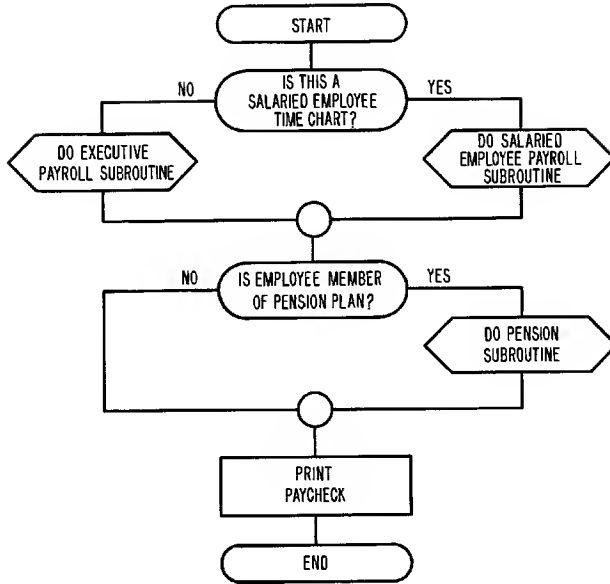 START
IS THIS A
SALARIED EMPLOYEE
TIME CHART?
NO
YES
DO EXECUTIVE
PAYROLL SUBROUTINE
DO SALARIED
EMPLOYEE PAYROLL
SUBROUTINE
IS EMPLOYEE MEMBER
OF PENSION PLAN?
NO
YES
DO PENSION
SUBROUTINE
PRINT
PAYCHECK
END